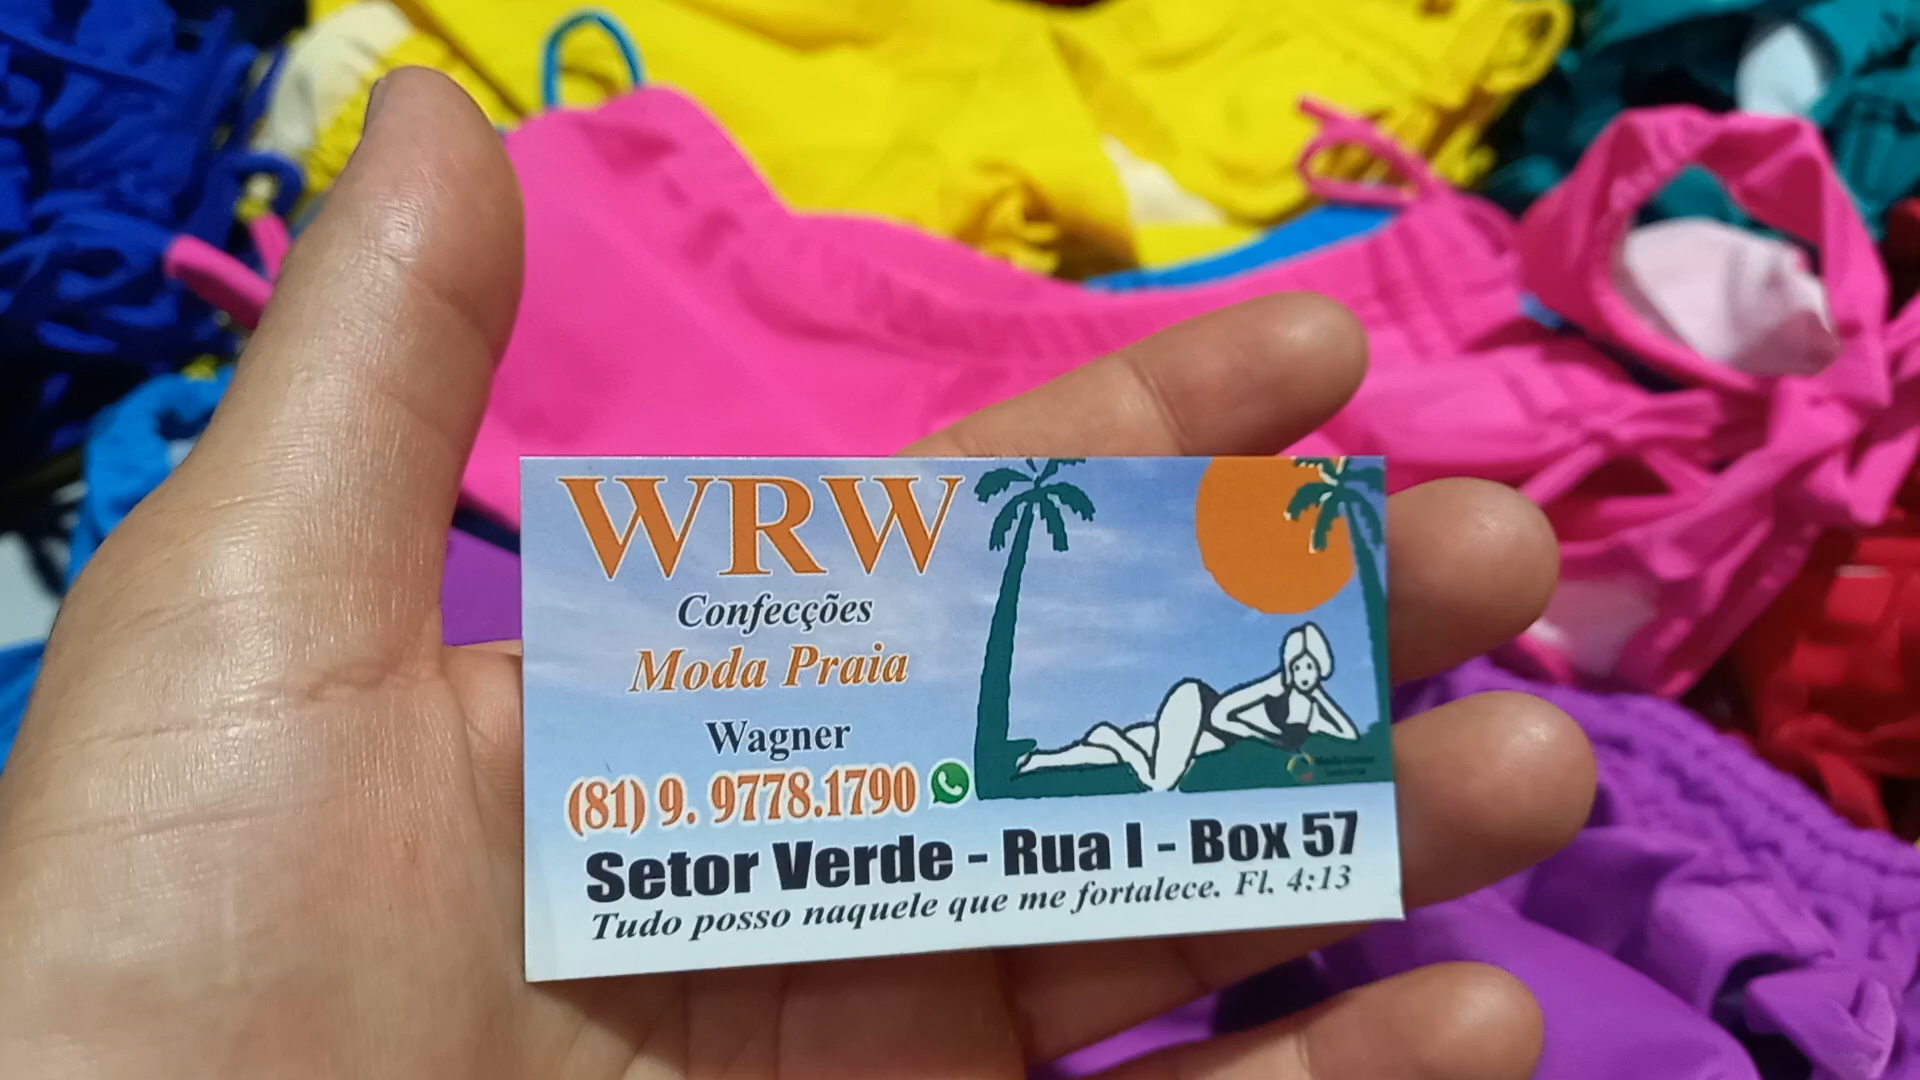 WRW
Confecções
Moda Praia
Wagner
(81) 9. 9778.1790
Setor Verde - Rua I - Box 57
Tudo posso naquele que me fortalece. Fl. 4:13